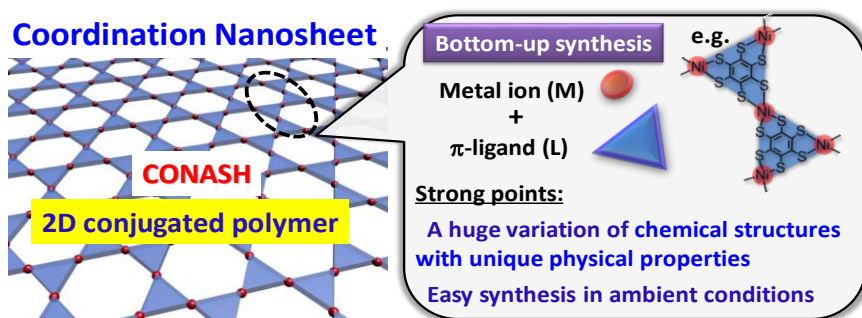 Coordination Nanosheet
CONASH
2D conjugated polymer
Bottom-up synthesis
Metal ion (M)
+
π-ligand (L)
e.g.
Ni
S S
S
Ni
S
S S
Ni
S S
S
Ni
S
S S
Ni
Strong points:
A huge variation of chemical structures
with unique physical properties
Easy synthesis in ambient conditions